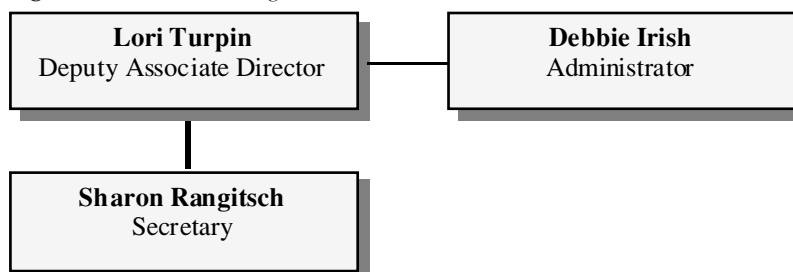 Lori Turpin
Deputy Associate Director
Debbie Irish
Administrator
Sharon Rangitsch
Secretary